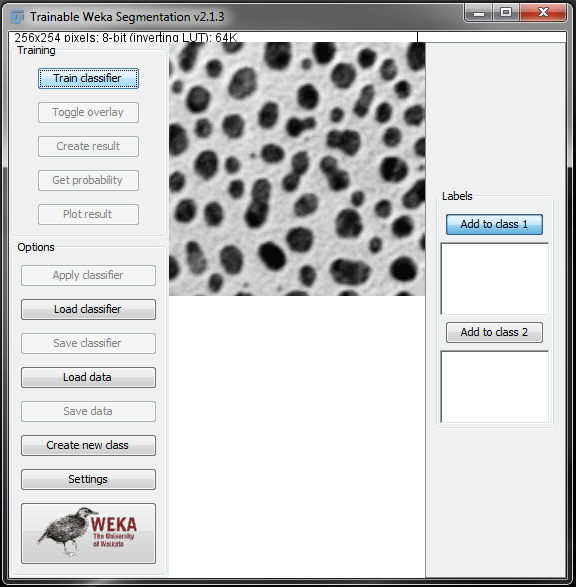 Trainable Weka Segmentation v2.1.3
256x254 pixels; 8-bit (inverting LUT); 64K
Training
Train classifier
Toggle overlay
Create result
Get probability
Plot result
Options
Apply classifier
Load classifier
Save classifier
Load data
Save data
Create new class
Settings
WEKA
The University
of Waikato
Labels
Add to class 1
Add to class 2